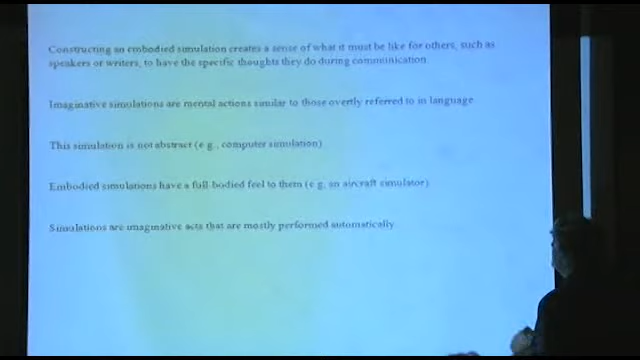 Constructing an embodied simulation creates a sense of what it must be like for others, such as
speakers or writers, to have the specific thoughts they do during communication.
Imaginative simulations are mental actions similar to those overtly referred to in language
This simulation is not abstract (e.g., computer simulation)
Embodied simulations have a full-bodied feel to them (e.g, an aircraft simulator)
Simulations are imaginative acts that are mostly performed automatically